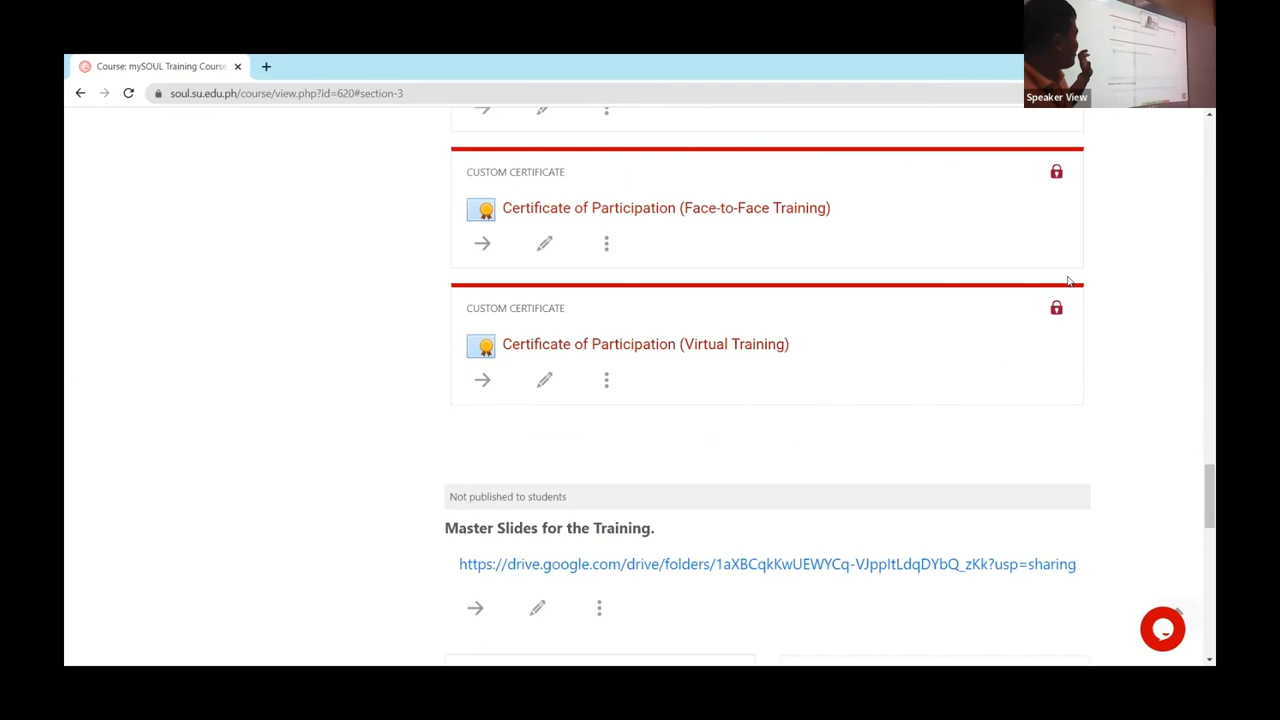 Course: mySOUL Training Course
soul.su.edu.ph/course/view.php?id=620#section-3
Speaker View
CUSTOM CERTIFICATE
Certificate of Participation (Face-to-Face Training)
CUSTOM CERTIFICATE
Certificate of Participation (Virtual Training)
Not published to students
Master Slides for the Training.
https://drive.google.com/drive/folders/1aXBCqkKwUEWYCq-VJppItLdqDYbQ_zKk?usp=sharing